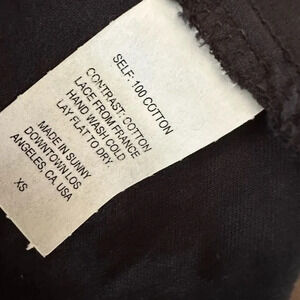 SELF: 100 COTTON
CONTRAST: COTTON
LACE FROM FRANCE
HAND WASH COLD
LAY FLAT TO DRY.
MADE IN SUNNY
DOWNTOWN LOS
ANGELES, CA. USA
XS